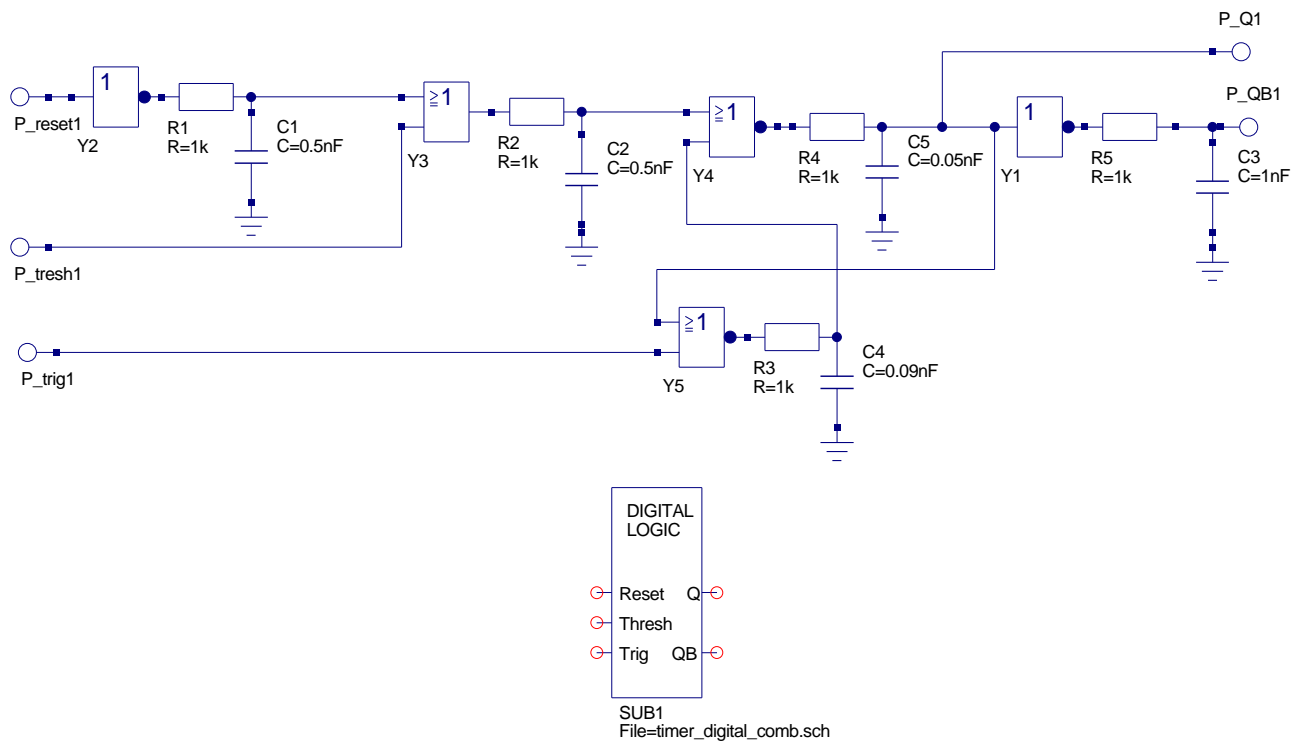 P_Q1
P_reset1
1
Y2
R1
R=1k
C1
C=0.5nF
≥1
Y3
R2
R=1k
C2
C=0.5nF
≥1
Y4
R4
R=1k
C5
C=0.05nF
1
Y1
R5
R=1k
P_QB1
C3
C=1nF
P_tresh1
P_trig1
≥1
Y5
R3
R=1k
C4
C=0.09nF
DIGITAL
LOGIC
Reset Q
Thresh
Trig QB
SUB1
File=timer_digital_comb.sch